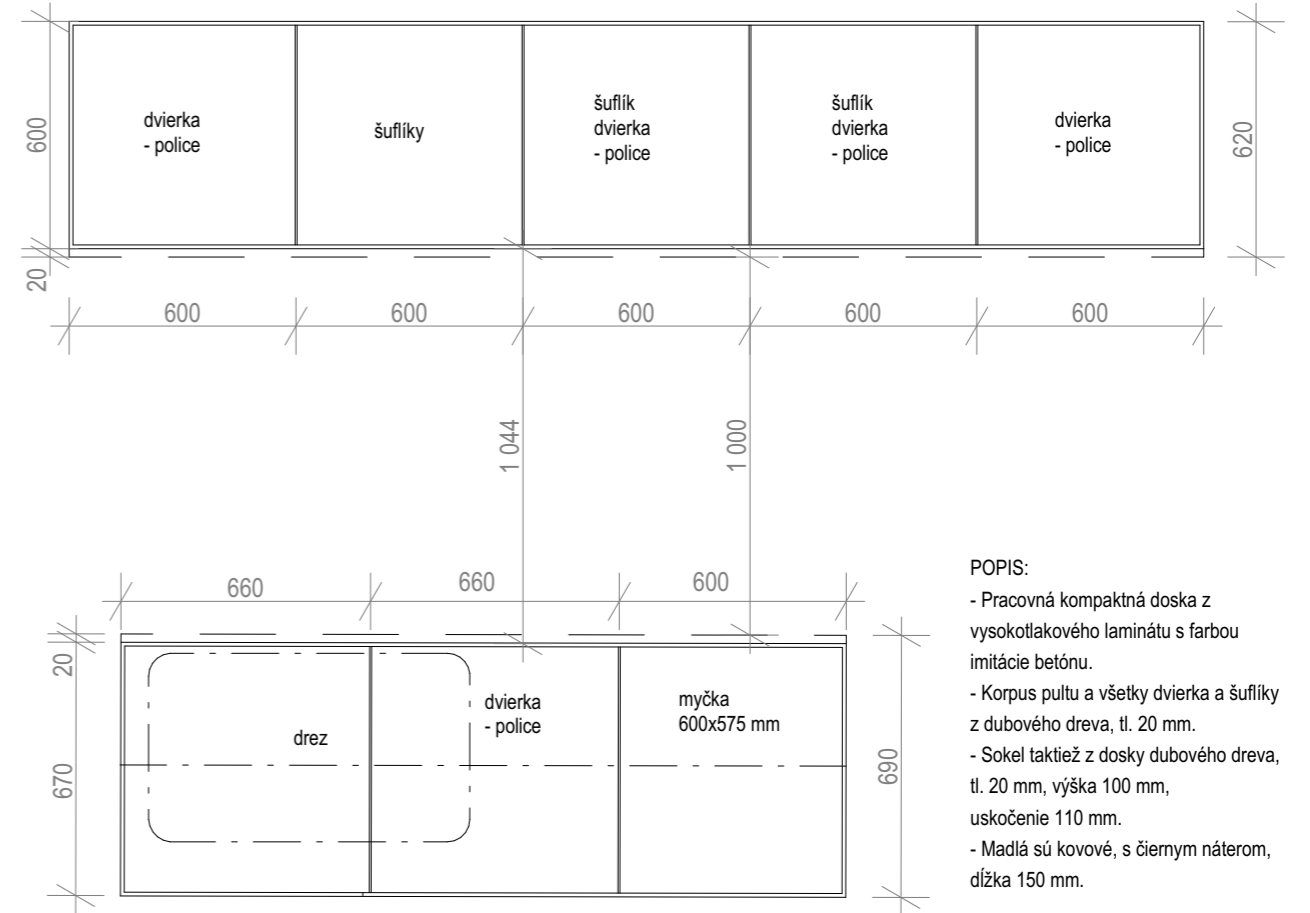 dvierka
- police
šuflíky
šuflík
dvierka
- police
šuflík
dvierka
- police
dvierka
- police
600
20
620
600
600
600
600
600
1 044
1 000
660
660
600
20
670
690
drez
dvierka
- police
myčka
600x575 mm
POPIS:
- Pracovná kompaktná doska z
vysokotlakového laminátu s farbou
imitácie betónu.
- Korpus pultu a všetky dvierka a šuflíky
z dubového dreva, tl. 20 mm.
- Sokel taktiež z dosky dubového dreva,
tl. 20 mm, výška 100 mm,
uskočenie 110 mm.
- Madlá sú kovové, s čiernym náterom,
dĺžka 150 mm.